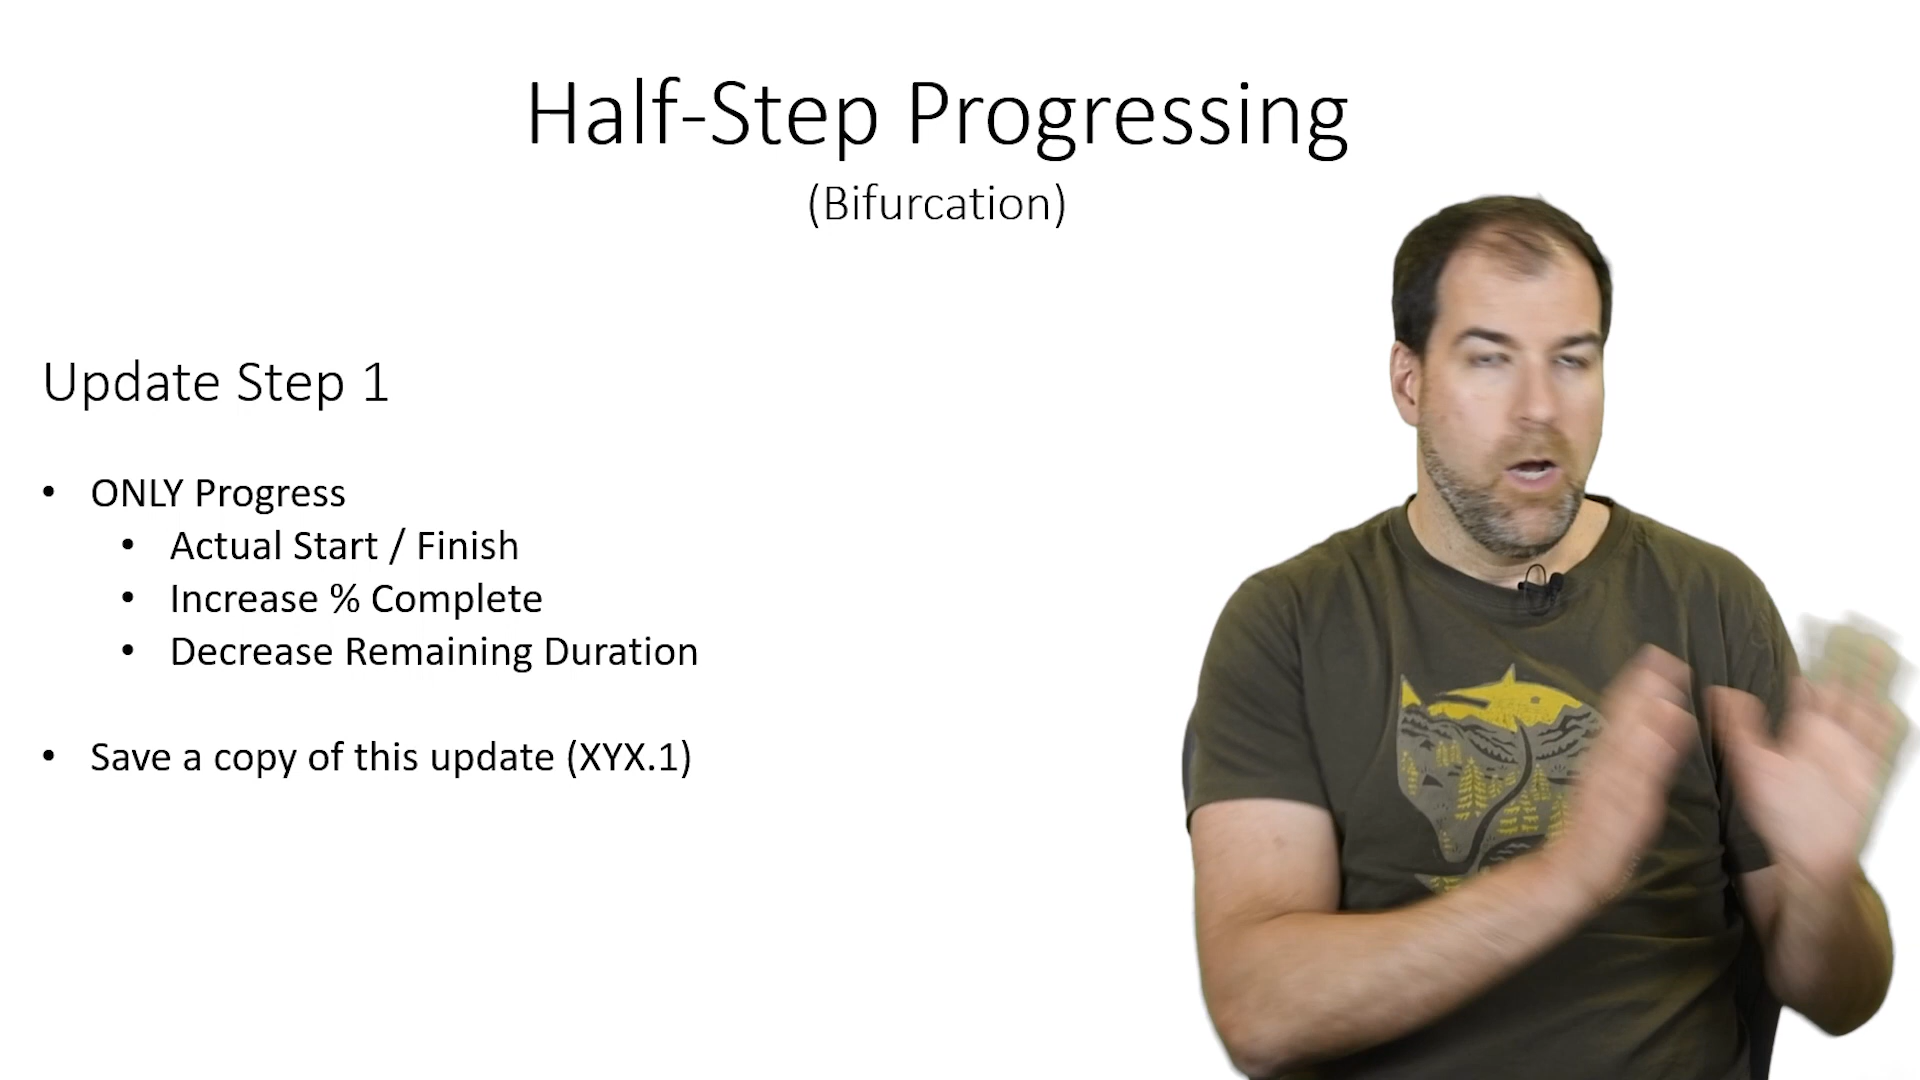 Half-Step Progressing
(Bifurcation)
Update Step 1
• ONLY Progress
• Actual Start / Finish
• Increase % Complete
• Decrease Remaining Duration
• Save a copy of this update (XYX.1)